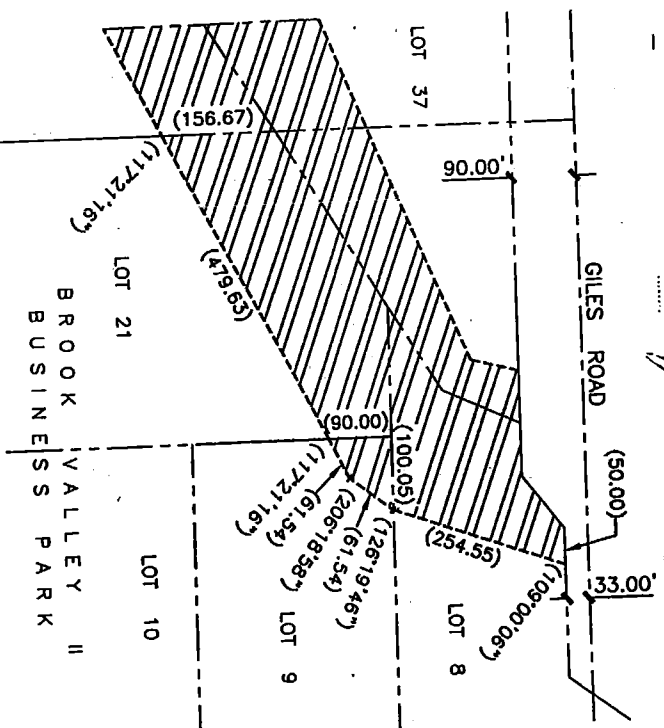 LOT 37
(156.67)
90.00'
GILES ROAD
(117°21'16")
LOT 21
(479.63)
BROOK VALLEY II
BUSINESS PARK
(90.00)
(100.05)
(50.00)
(117°21'16")
(61.54)
(206°18'58")
(61.54)
(126°19'46")
(254.55)
(109°00'06")
33.00'
LOT 8
LOT 9
LOT 10